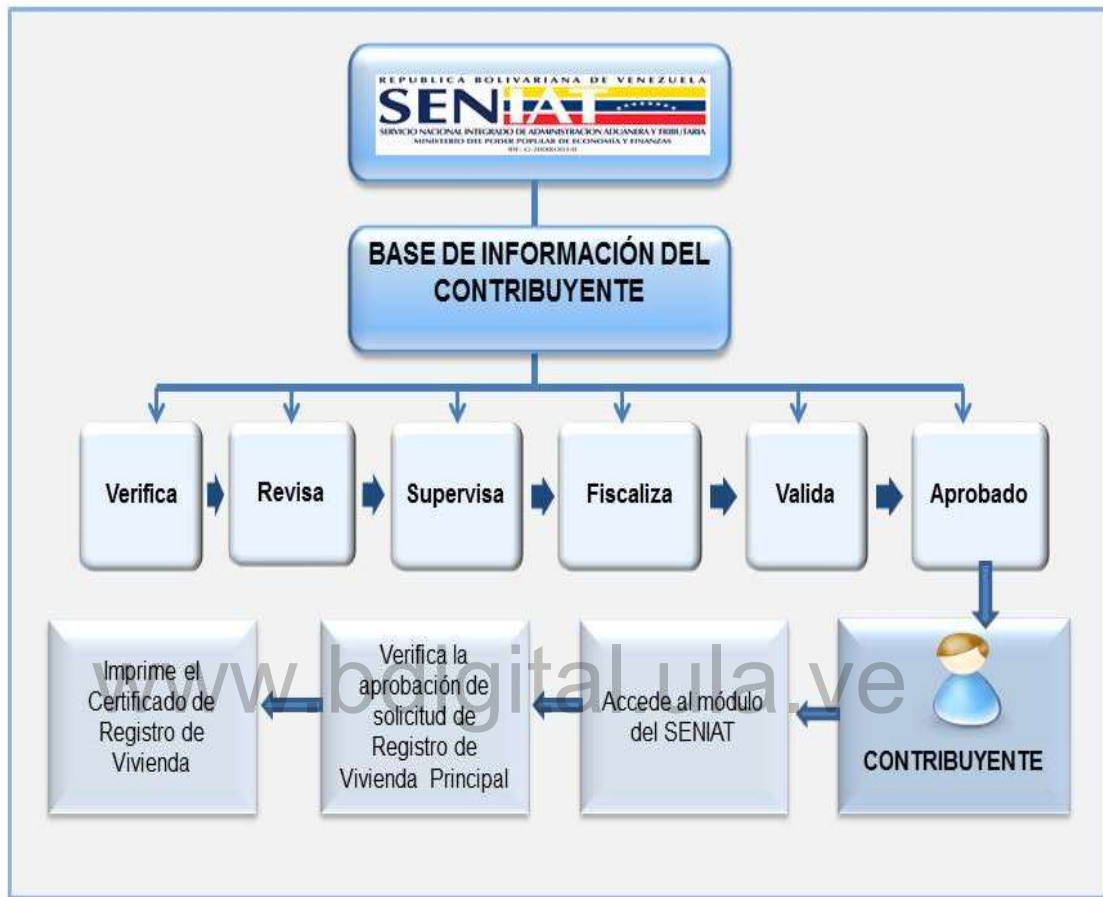 REPUBLICA BOLIVARIANA DE VENEZUELA
SENIAT
SERVICIO NACIONAL INTEGRADO DE ADMINISTRACION ADUANERA Y TRIBUTARIA
MINISTERIO DEL PODER POPULAR DE ECONOMÍA Y FINANZAS
BASE DE INFORMACIÓN DEL
CONTRIBUYENTE
Verifica
Revisa
Supervisa
Fiscaliza
Valida
Aprobado
CONTRIBUYENTE
Accede al módulo
del SENIAT
Verifica la
aprobación de
solicitud de
Registro de
Vivienda Principal
Imprime el
Certificado de
Registro de
Vivienda
www.bdigital.ula.ve